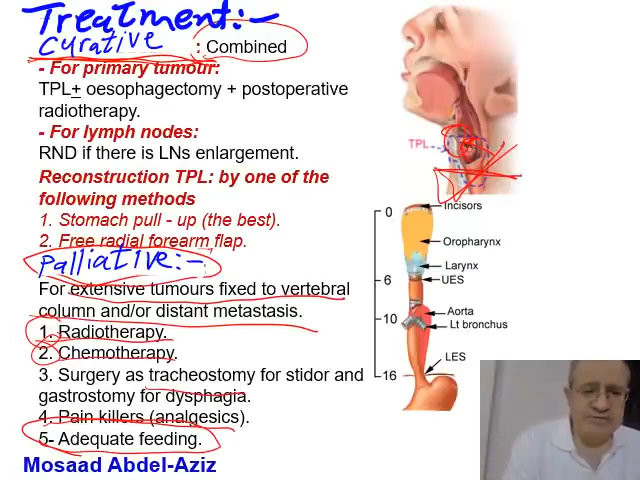 Treatment:-
Curative : Combined
- For primary tumour:
TPL+ oesophagectomy + postoperative
radiotherapy.
- For lymph nodes:
RND if there is LNs enlargement.
Reconstruction TPL: by one of the
following methods
1. Stomach pull - up (the best).
2. Free radial forearm flap.
Palliative:-
For extensive tumours fixed to vertebral
column and/or distant metastasis.
1. Radiotherapy.
2. Chemotherapy.
3. Surgery as tracheostomy for stidor and
gastrostomy for dysphagia.
4. Pain killers (analgesics).
5- Adequate feeding.
Mosaad Abdel-Aziz
TPL
0
Incisors
Oropharynx
Larynx
6
UES
10
Aorta
Lt bronchus
LES
16